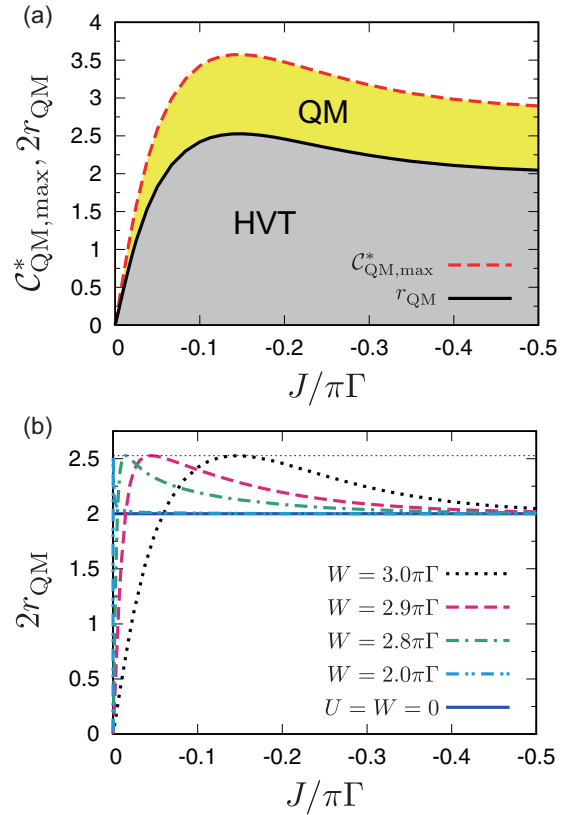 (a)
C*QM,max, 2rQM
4
3.5
3
2.5
2
1.5
1
0.5
0
QM
HVT
C*QM,max
rQM
0 -0.1 -0.2 -0.3 -0.4 -0.5
J/πΓ
(b)
2rQM
2.5
2
1.5
1
0.5
0
W = 3.0πΓ
W = 2.9πΓ
W = 2.8πΓ
W = 2.0πΓ
U = W = 0
0 -0.1 -0.2 -0.3 -0.4 -0.5
J/πΓ